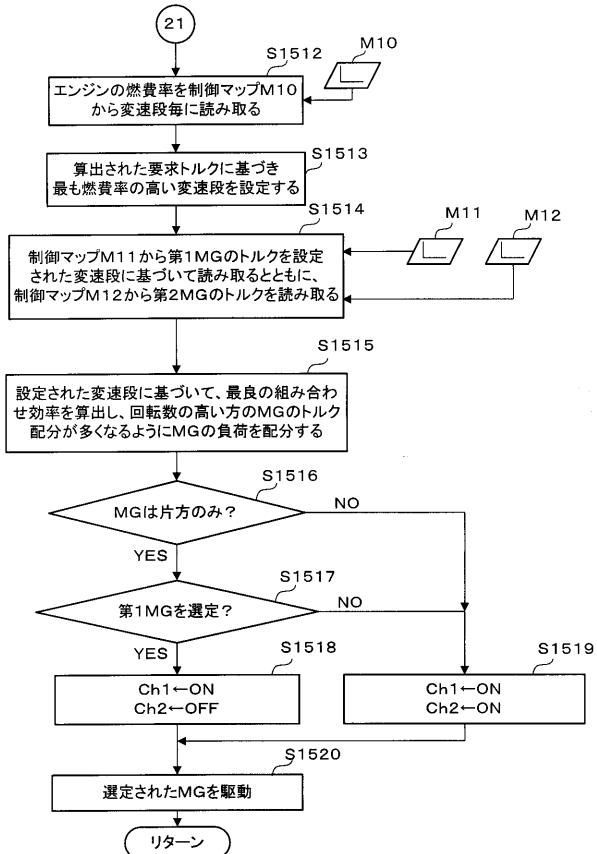 21
S1512
M10
エンジンの燃費率を制御マップM10
から変速段毎に読み取る
S1513
算出された要求トルクに基づき
最も燃費率の高い変速段を設定する
S1514
M11
M12
制御マップM11から第1MGのトルクを設定
された変速段に基づいて読み取るとともに、
制御マップM12から第2MGのトルクを読み取る
S1515
設定された変速段に基づいて、最良の組み合わ
せ効率を算出し、回転数の高い方のMGのトルク
配分が多くなるようにMGの負荷を配分する
S1516
MGは片方のみ?
NO
YES
S1517
第1MGを選定?
NO
YES
S1518
Ch1←ON
Ch2←OFF
S1519
Ch1←ON
Ch2←ON
S1520
選定されたMGを駆動
リターン